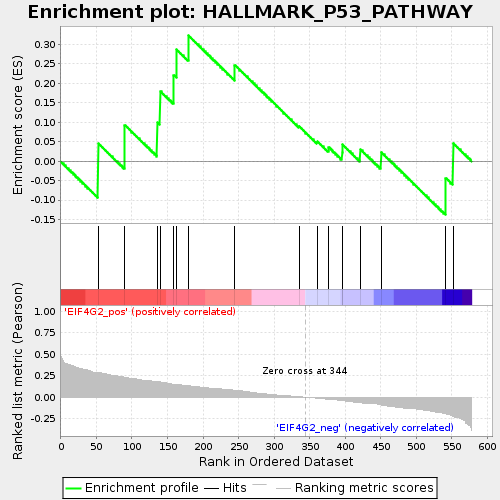 Enrichment plot: HALLMARK_P53_PATHWAY
Enrichment score (ES)
0.30
0.25
0.20
0.15
0.10
0.05
0.00
-0.05
-0.10
-0.15
'EIF4G2_pos' (positively correlated)
Ranked list metric (Pearson)
1.00
0.75
0.50
0.25
0.00
-0.25
Zero cross at 344
'EIF4G2_neg' (negatively correlated)
0 50 100 150 200 250 300 350 400 450 500 550 600
Rank in Ordered Dataset
Enrichment profile Hits Ranking metric scores